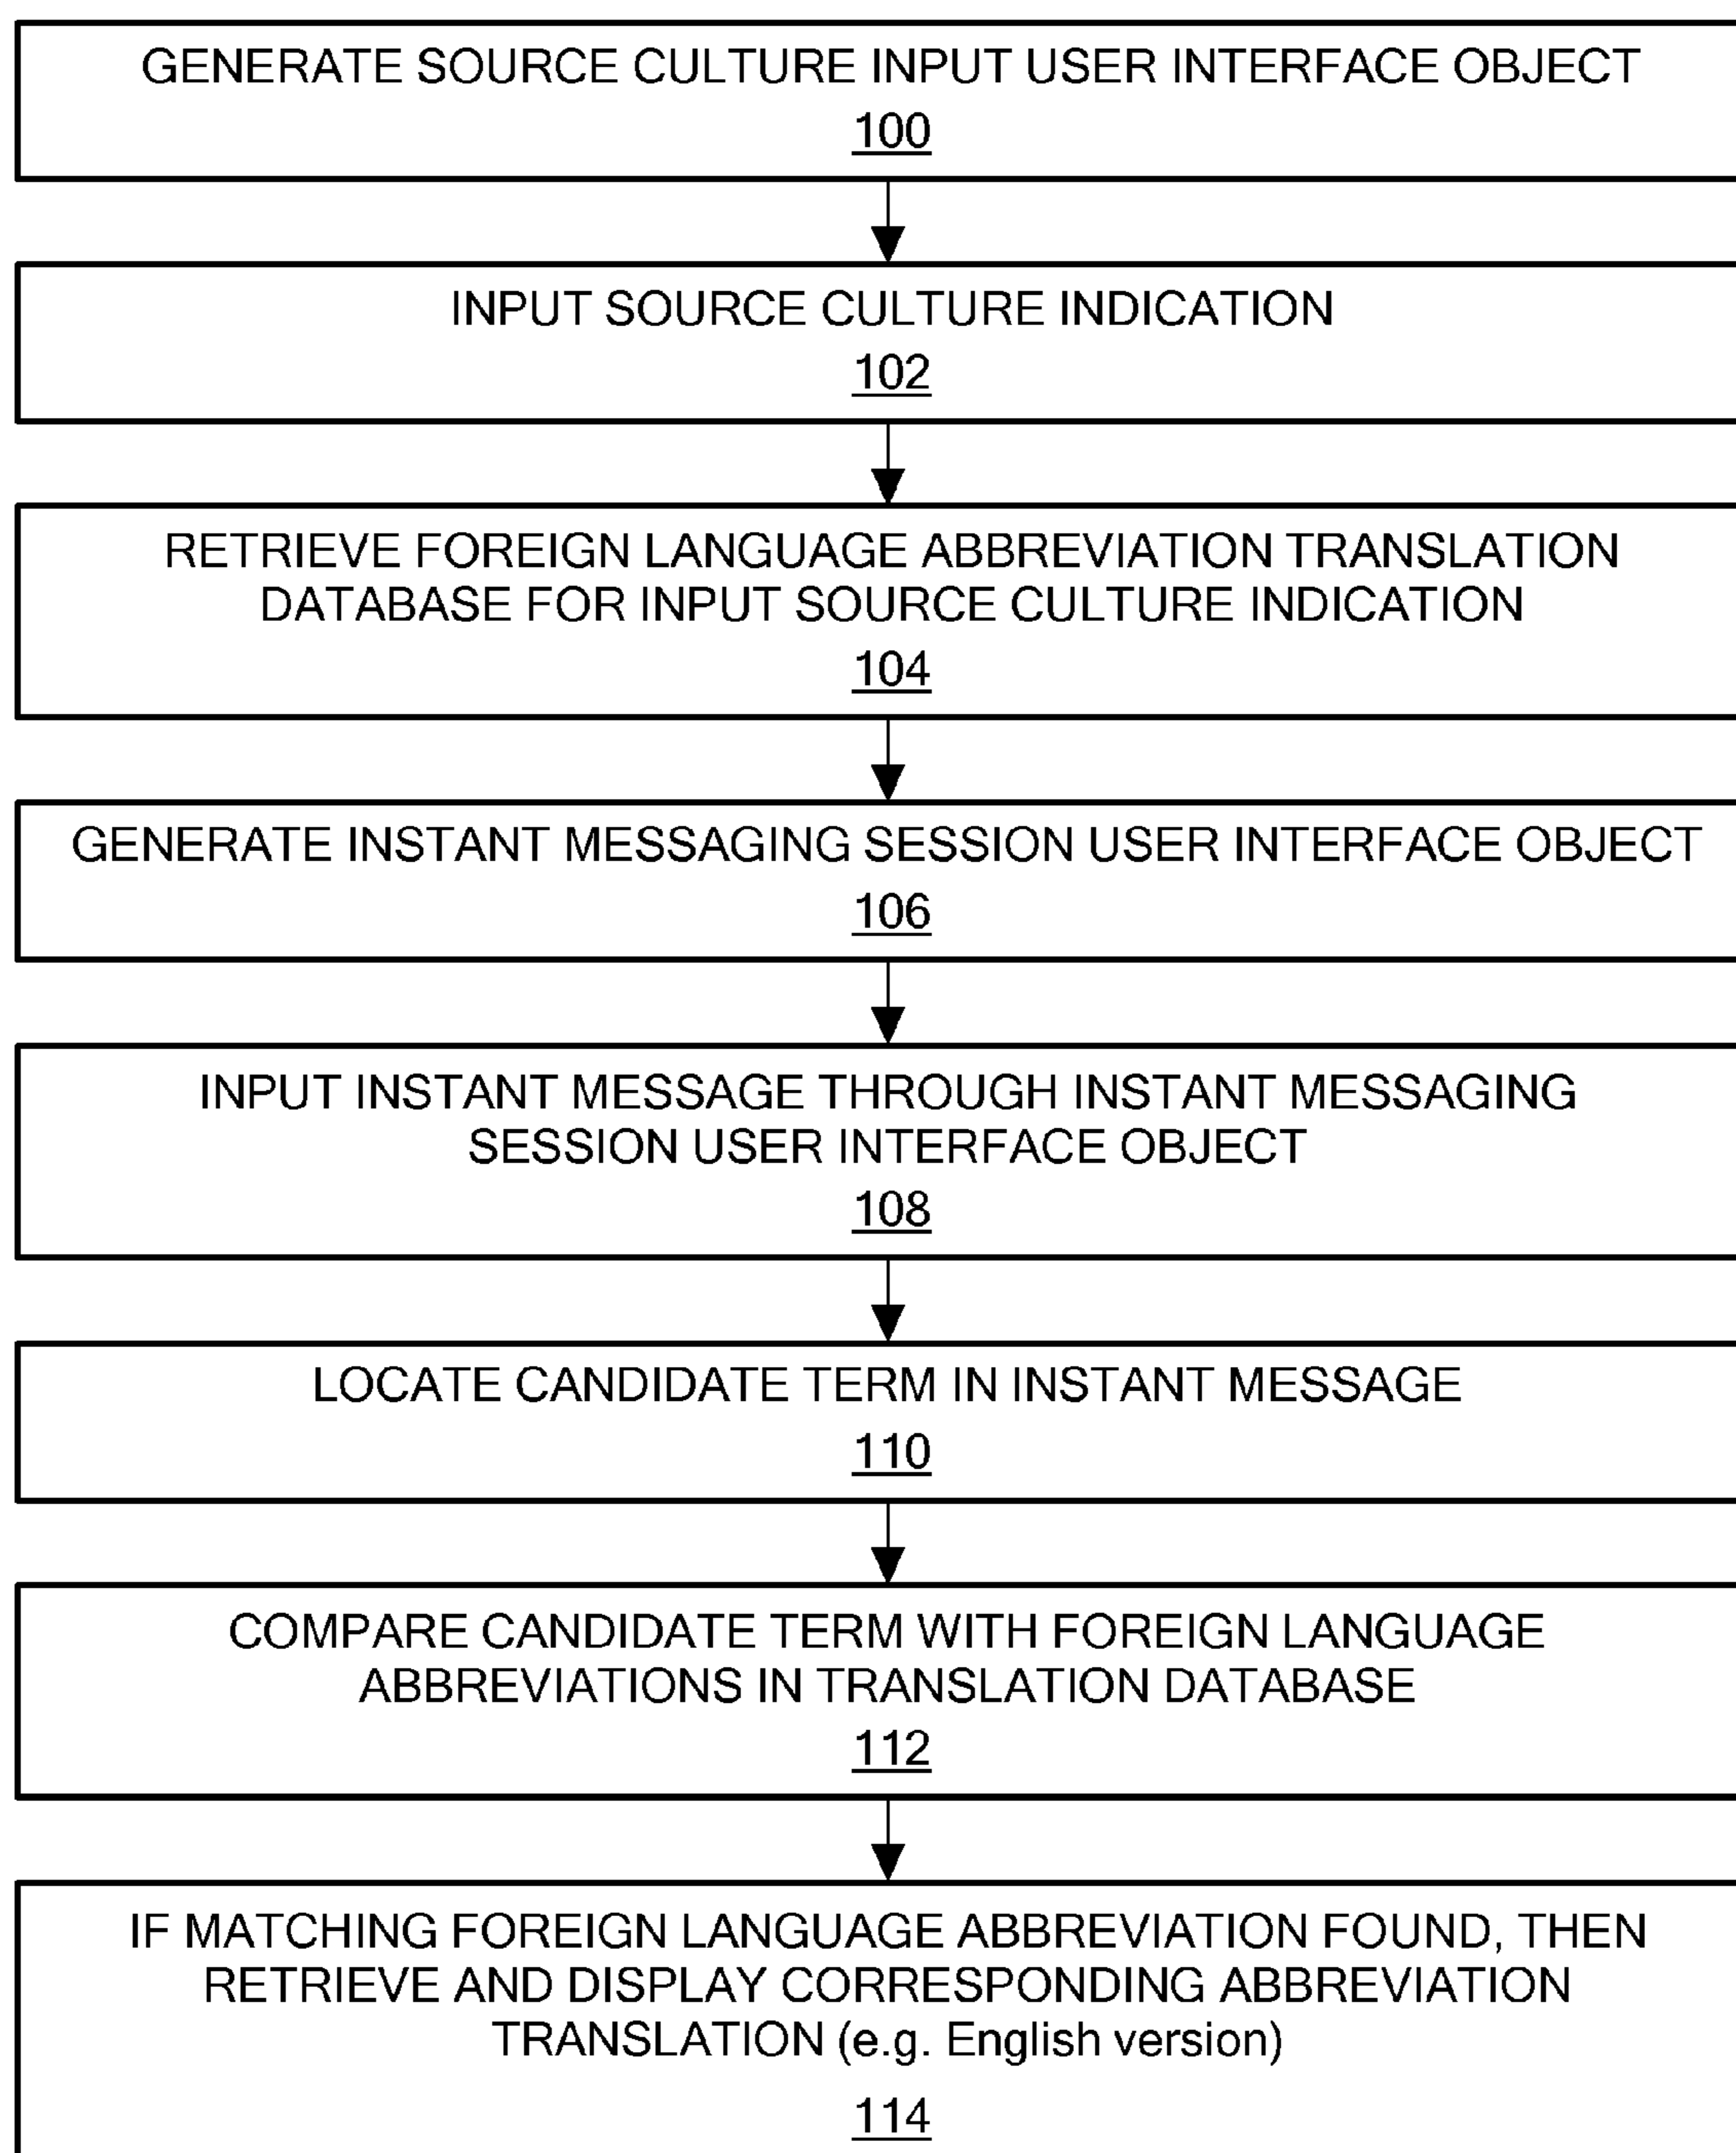 GENERATE SOURCE CULTURE INPUT USER INTERFACE OBJECT
100
INPUT SOURCE CULTURE INDICATION
102
RETRIEVE FOREIGN LANGUAGE ABBREVIATION TRANSLATION
DATABASE FOR INPUT SOURCE CULTURE INDICATION
104
GENERATE INSTANT MESSAGING SESSION USER INTERFACE OBJECT
106
INPUT INSTANT MESSAGE THROUGH INSTANT MESSAGING
SESSION USER INTERFACE OBJECT
108
LOCATE CANDIDATE TERM IN INSTANT MESSAGE
110
COMPARE CANDIDATE TERM WITH FOREIGN LANGUAGE
ABBREVIATIONS IN TRANSLATION DATABASE
112
IF MATCHING FOREIGN LANGUAGE ABBREVIATION FOUND, THEN
RETRIEVE AND DISPLAY CORRESPONDING ABBREVIATION
TRANSLATION (e.g. English version)
114